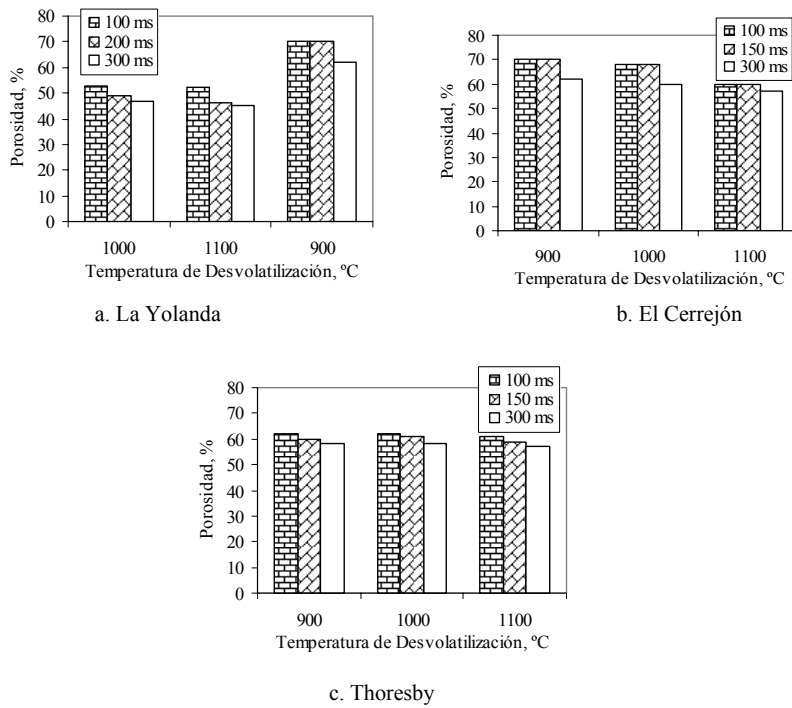 80
70
60
50
40
30
20
10
0
Porosidad, %
100 ms
200 ms
300 ms
1000 1100 900
Temperatura de Desvolatilización, ºC
a. La Yolanda
80
70
60
50
40
30
20
10
0
Porosidad, %
100 ms
150 ms
300 ms
900 1000 1100
Temperatura de Desvolatilización, ºC
b. El Cerrejón
80
70
60
50
40
30
20
10
0
Porosidad, %
100 ms
150 ms
300 ms
900 1000 1100
Temperatura de Desvolatilización, ºC
c. Thoresby